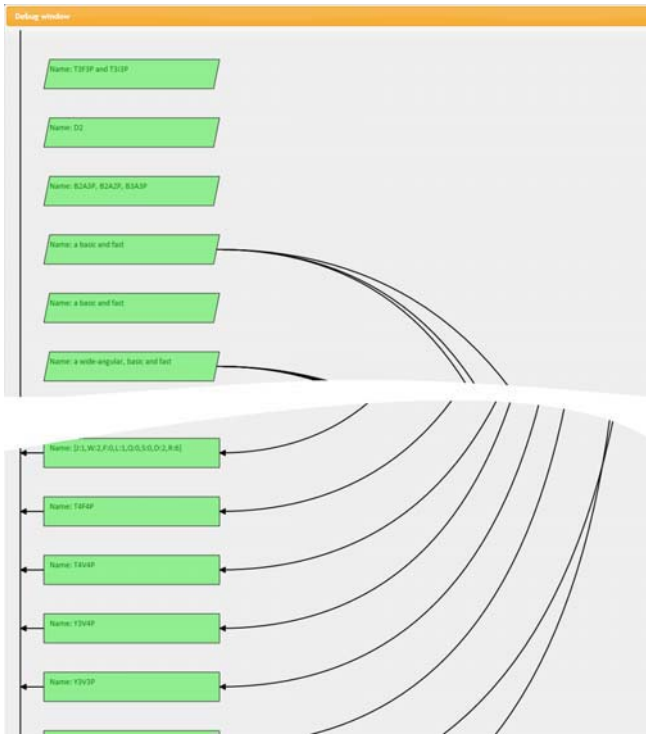 Debug window
Name: T3F3P and T3I3P
Name: D2
Name: B2A3P, B2A2P, B3A3P
Name: a basic and fast
Name: a basic and fast
Name: a wide-angular, basic and fast
Name: [J:1,W:2,F:0,L:1,Q:0,S:0,D:2,R:B]
Name: T4F4P
Name: T4V4P
Name: Y3V4P
Name: Y3V3P